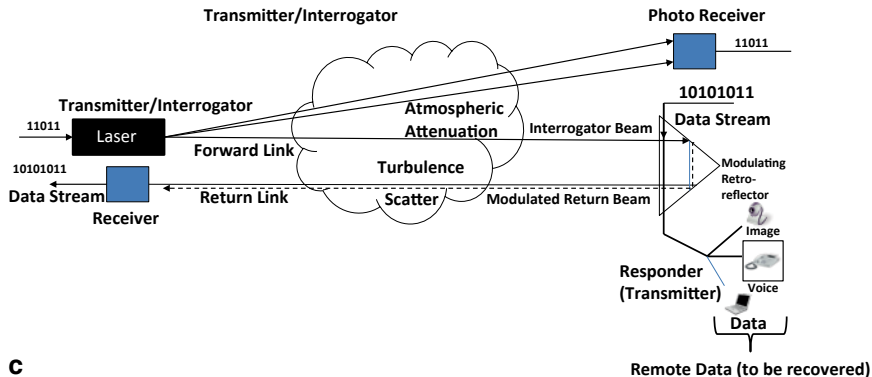 Transmitter/Interrogator
Photo Receiver
11011
Transmitter/Interrogator
11011
Laser
Forward Link
Atmospheric
Attenuation
Interrogator Beam
10101011
Data Stream
10101011
Data Stream
Receiver
Return Link
Turbulence
Scatter
Modulated Return Beam
Modulating
Retro-
reflector
Image
Voice
Responder
(Transmitter)
Data
Remote Data (to be recovered)
c